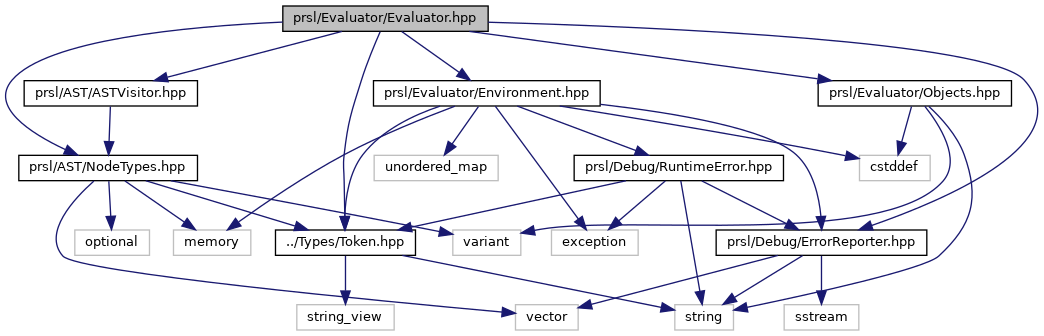 prsl/Evaluator/Evaluator.hpp
prsl/AST/ASTVisitor.hpp
prsl/Evaluator/Environment.hpp
prsl/Evaluator/Objects.hpp
prsl/AST/NodeTypes.hpp
unordered_map
prsl/Debug/RuntimeError.hpp
cstddef
optional
memory
../Types/Token.hpp
variant
exception
prsl/Debug/ErrorReporter.hpp
string_view
vector
string
sstream